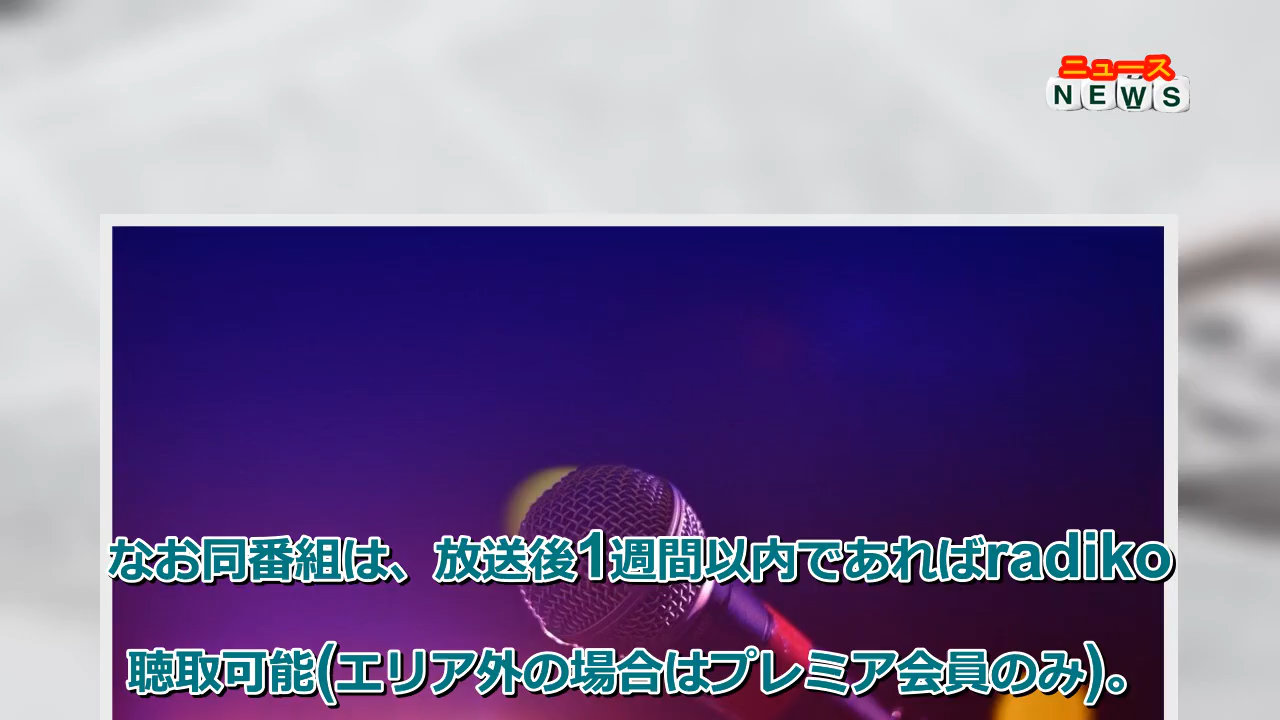 ニュース
NEWS
なお同番組は、放送後1週間以内であればradiko
聴取可能(エリア外の場合はプレミア会員のみ)。